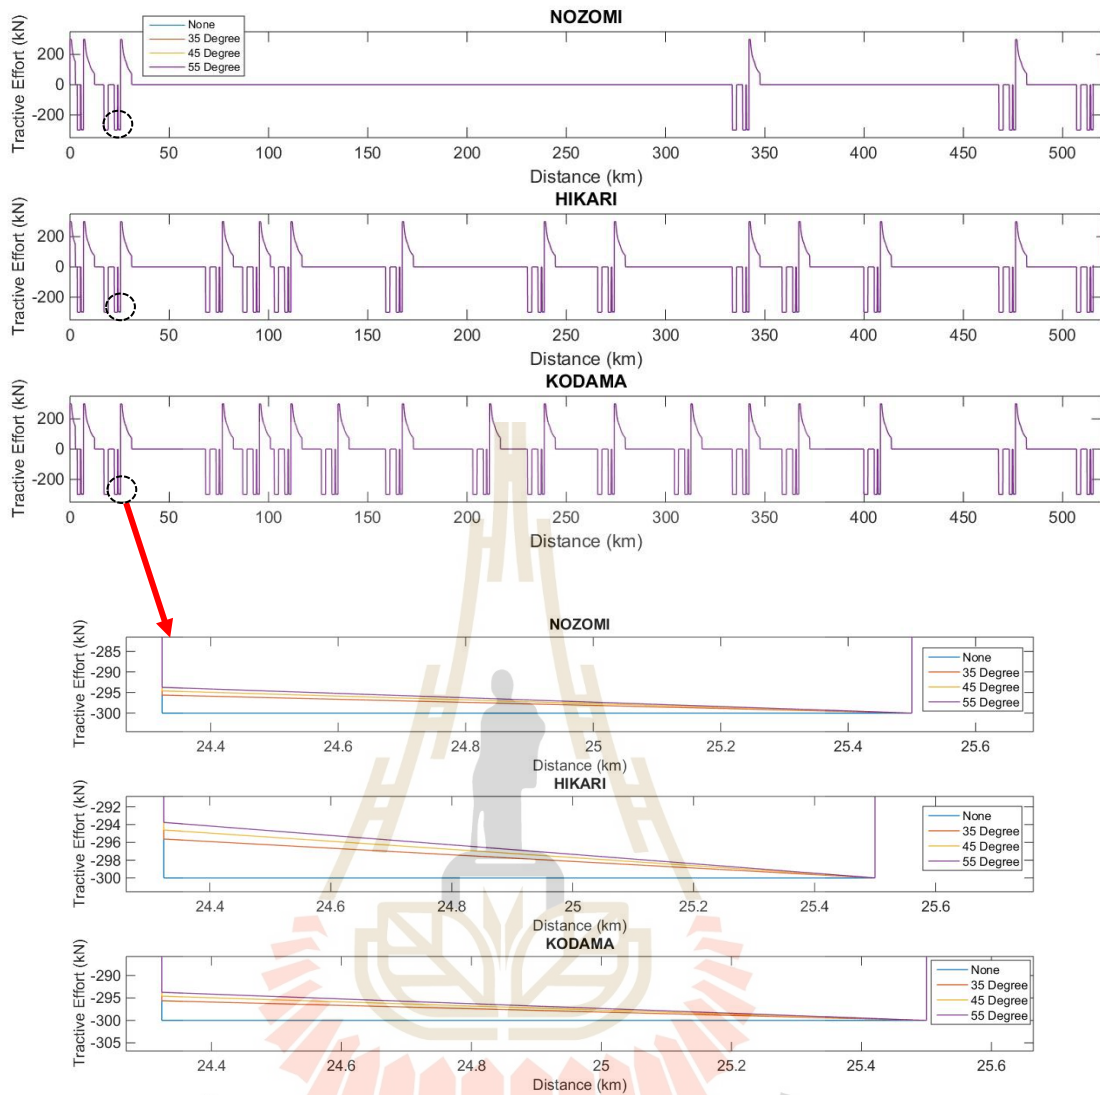 NOZOMI
Tractive Effort (kN)
200
0
-200
None
35 Degree
45 Degree
55 Degree
0 50 100 150 200 250 300 350 400 450 500
Distance (km)
HIKARI
Tractive Effort (kN)
200
0
-200
0 50 100 150 200 250 300 350 400 450 500
Distance (km)
KODAMA
Tractive Effort (kN)
200
0
-200
0 50 100 150 200 250 300 350 400 450 500
Distance (km)
NOZOMI
Tractive Effort (kN)
-285
-290
-295
-300
None
35 Degree
45 Degree
55 Degree
24.4 24.6 24.8 25 25.2 25.4 25.6
Distance (km)
HIKARI
Tractive Effort (kN)
-292
-294
-296
-298
-300
None
35 Degree
45 Degree
55 Degree
24.4 24.6 24.8 25 25.2 25.4 25.6
Distance (km)
KODAMA
Tractive Effort (kN)
-290
-295
-300
-305
None
35 Degree
45 Degree
55 Degree
24.4 24.6 24.8 25 25.2 25.4 25.6
Distance (km)